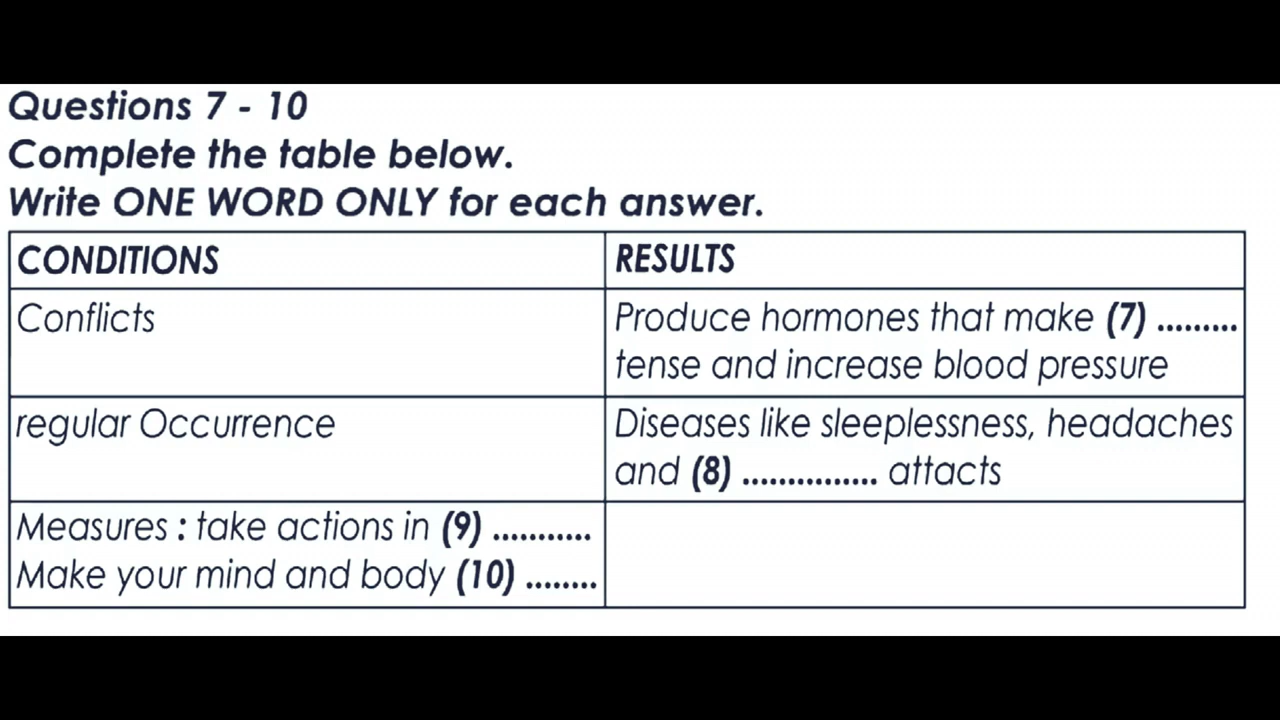 Questions 7 - 10
Complete the table below.
Write ONE WORD ONLY for each answer.
CONDITIONS
RESULTS
Conflicts
Produce hormones that make (7) .........
tense and increase blood pressure
regular Occurrence
Diseases like sleeplessness, headaches
and (8) ............... attacts
Measures : take actions in (9) ...........
Make your mind and body (10) ........